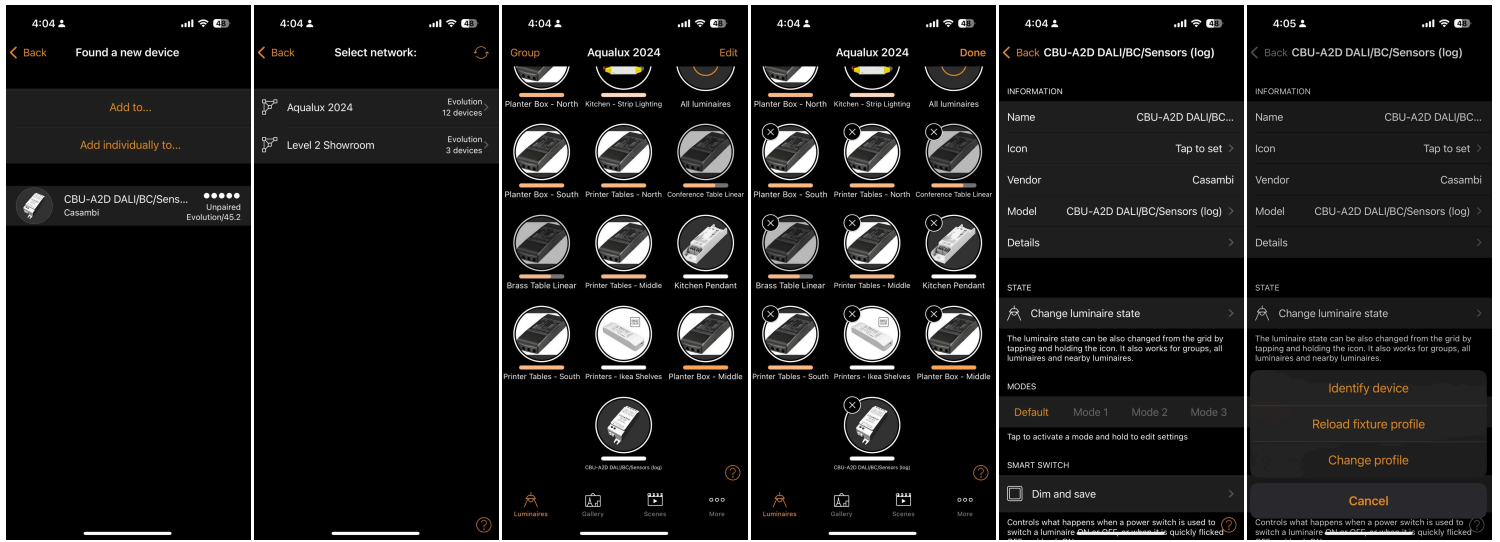 4:04
48
Back
Found a new device
Add to...
Add individually to...
CBU-A2D DALI/BC/Sens...
Casambi
Unpaired
Evolution/45.2
4:04
48
Back
Select network:
Aqualux 2024
Evolution
12 devices
Level 2 Showroom
Evolution
3 devices
?
4:04
48
Group
Aqualux 2024
Edit
Planter Box - North
Kitchen - Strip Lighting
All luminaires
Planter Box - South
Printer Tables - North
Conference Table Linear
Brass Table Linear
Printer Tables - Middle
Kitchen Pendant
Printer Tables - South
Printers - Ikea Shelves
Planter Box - Middle
CBU-A2D DALI/BC/Sensors (log)
?
Luminaires
Gallery
Scenes
More
4:04
48
Aqualux 2024
Done
Planter Box - North
Kitchen - Strip Lighting
All luminaires
Planter Box - South
Printer Tables - North
Conference Table Linear
Brass Table Linear
Printer Tables - Middle
Kitchen Pendant
Printer Tables - South
Printers - Ikea Shelves
Planter Box - Middle
CBU-A2D DALI/BC/Sensors (log)
?
Luminaires
Gallery
Scenes
More
4:04
48
Back
CBU-A2D DALI/BC/Sensors (log)
INFORMATION
Name
CBU-A2D DALI/BC...
Icon
Tap to set
Vendor
Casambi
Model
CBU-A2D DALI/BC/Sensors (log)
Details
STATE
Change luminaire state
The luminaire state can be also changed from the grid by
tapping and holding the icon. It also works for groups, all
luminaires and nearby luminaires.
MODES
Default
Mode 1
Mode 2
Mode 3
Tap to activate a mode and hold to edit settings
SMART SWITCH
Dim and save
Controls what happens when a power switch is used to
switch a luminaire ON or OFF, or when it is quickly flicked
?
4:05
48
Back
CBU-A2D DALI/BC/Sensors (log)
INFORMATION
Name
CBU-A2D DALI/BC...
Icon
Tap to set
Vendor
Casambi
Model
CBU-A2D DALI/BC/Sensors (log)
Details
STATE
Change luminaire state
The luminaire state can be also changed from the grid by
tapping and holding the icon. It also works for groups, all
luminaires and nearby luminaires.
Identify device
Reload fixture profile
Change profile
Cancel
Controls what happens when a power switch is used to
switch a luminaire ON or OFF, or when it is quickly flicked
?